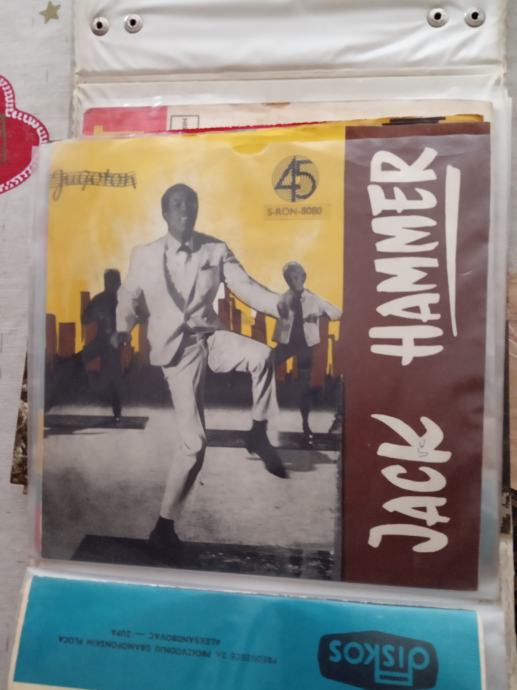 Jugoton
45
S-RON-8080
JACK HAMMER
diskos
PREDUZEĆE ZA PROIZVODNJU GRAMOFONSKIH PLOČA
ALEKSANDROVAC — ŽUPA